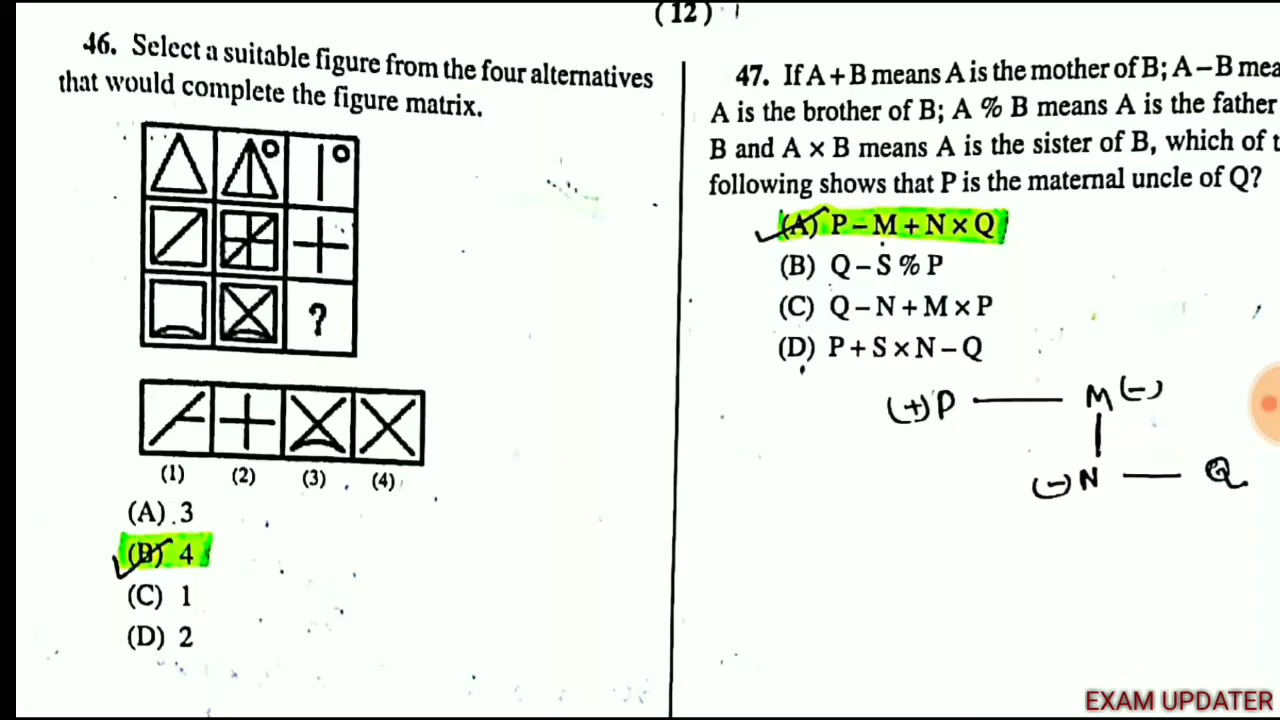 (12)
46. Select a suitable figure from the four alternatives
that would complete the figure matrix.
?
(1) (2) (3) (4)
(A) 3
(B) 4
(C) 1
(D) 2
47. If A + B means A is the mother of B; A – B mea
A is the brother of B; A % B means A is the father
B and A × B means A is the sister of B, which of t
following shows that P is the maternal uncle of Q?
(A) P – M + N × Q
(B) Q – S % P
(C) Q – N + M × P
(D) P + S × N – Q
(+) P — M (-)
(-) N — Q
EXAM UPDATER